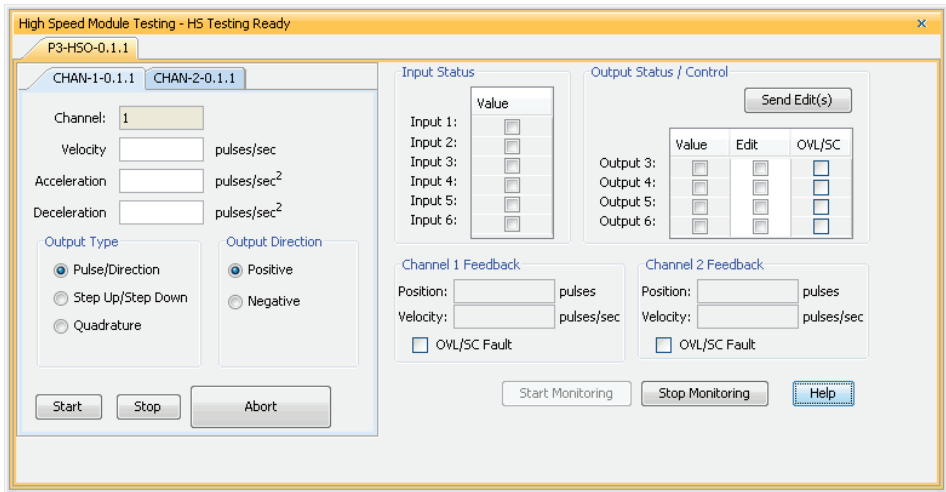 High Speed Module Testing - HS Testing Ready
P3-HSO-0.1.1
CHAN-1-0.1.1 CHAN-2-0.1.1
Channel: 1
Velocity pulses/sec
Acceleration pulses/sec2
Deceleration pulses/sec2
Output Type
Pulse/Direction
Step Up/Step Down
Quadrature
Output Direction
Positive
Negative
Start Stop Abort
Input Status
Value
Input 1:
Input 2:
Input 3:
Input 4:
Input 5:
Input 6:
Output Status / Control
Send Edit(s)
Value Edit OVL/SC
Output 3:
Output 4:
Output 5:
Output 6:
Channel 1 Feedback
Position: pulses
Velocity: pulses/sec
OVL/SC Fault
Channel 2 Feedback
Position: pulses
Velocity: pulses/sec
OVL/SC Fault
Start Monitoring Stop Monitoring Help